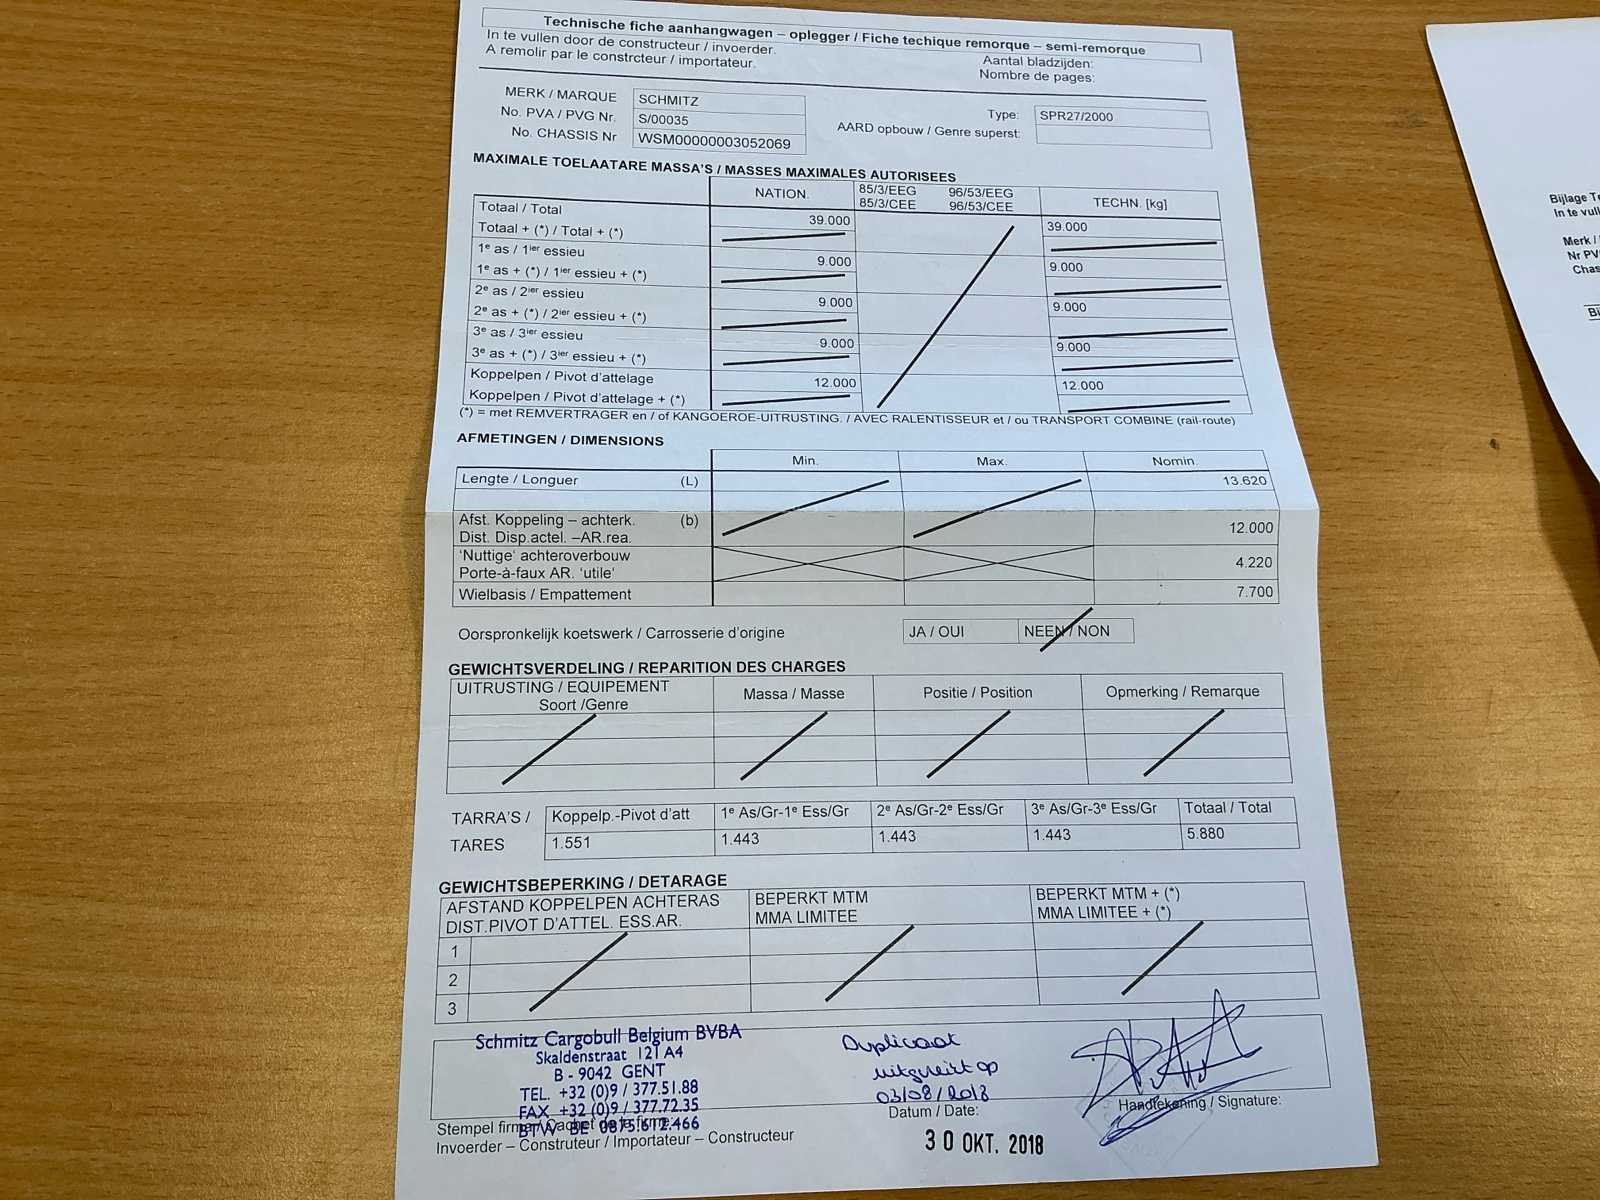 Technische fiche aanhangwagen – oplegger / Fiche techique remorque – semi-remorque
In te vullen door de constructeur / invoerder.
A remolir par le constrcteur / importateur.
Aantal bladzijden:
Nombre de pages:
MERK / MARQUE SCHMITZ
No. PVA / PVG Nr. S/00035
No. CHASSIS Nr WSM00000003052069
Type: SPR27/2000
AARD opbouw / Genre superst:
MAXIMALE TOELAATARE MASSA'S / MASSES MAXIMALES AUTORISEES
NATION. 85/3/EEG 96/53/EEG TECHN. [kg]
85/3/CEE 96/53/CEE
Totaal / Total 39.000 39.000
Totaal + (*) / Total + (*)
1e as / 1ier essieu 9.000 9.000
1e as + (*) / 1ier essieu + (*)
2e as / 2ier essieu 9.000 9.000
2e as + (*) / 2ier essieu + (*)
3e as / 3ier essieu 9.000 9.000
3e as + (*) / 3ier essieu + (*)
Koppelpen / Pivot d'attelage 12.000 12.000
Koppelpen / Pivot d'attelage + (*)
(*) = met REMVERTRAGER en / of KANGOEROE-UITRUSTING. / AVEC RALENTISSEUR et / ou TRANSPORT COMBINE (rail-route)
AFMETINGEN / DIMENSIONS
Min. Max. Nomin.
Lengte / Longuer (L) 13.620
Afst. Koppeling – achterk. (b) 12.000
Dist. Disp.actel. –AR.rea.
'Nuttige' achteroverbouw 4.220
Porte-à-faux AR. 'utile'
Wielbasis / Empattement 7.700
Oorspronkelijk koetswerk / Carrosserie d'origine JA / OUI NEEN / NON
GEWICHTSVERDELING / REPARITION DES CHARGES
UITRUSTING / EQUIPEMENT Massa / Masse Positie / Position Opmerking / Remarque
Soort /Genre
TARRA'S / Koppelp.-Pivot d'att 1e As/Gr-1e Ess/Gr 2e As/Gr-2e Ess/Gr 3e As/Gr-3e Ess/Gr Totaal / Total
TARES 1.551 1.443 1.443 1.443 5.880
GEWICHTSBEPERKING / DETARAGE
AFSTAND KOPPELPEN ACHTERAS BEPERKT MTM BEPERKT MTM + (*)
DIST.PIVOT D'ATTEL. ESS.AR. MMA LIMITEE MMA LIMITEE + (*)
1
2
3
Schmitz Cargobull Belgium BVBA
Skaldenstraat 121 A4
B - 9042 GENT
TEL. +32 (0)9 / 377.51.88
FAX +32 (0)9 / 377.72.35
BTW BE 0875.672.466
Duplicaat
03/08/2018
Datum / Date:
30 OKT. 2018
Handtekening / Signature:
Stempel firma / Cachet de la firme
Invoerder – Construteur / Importateur – Constructeur
Bijlage
In te
Merk /
Nr